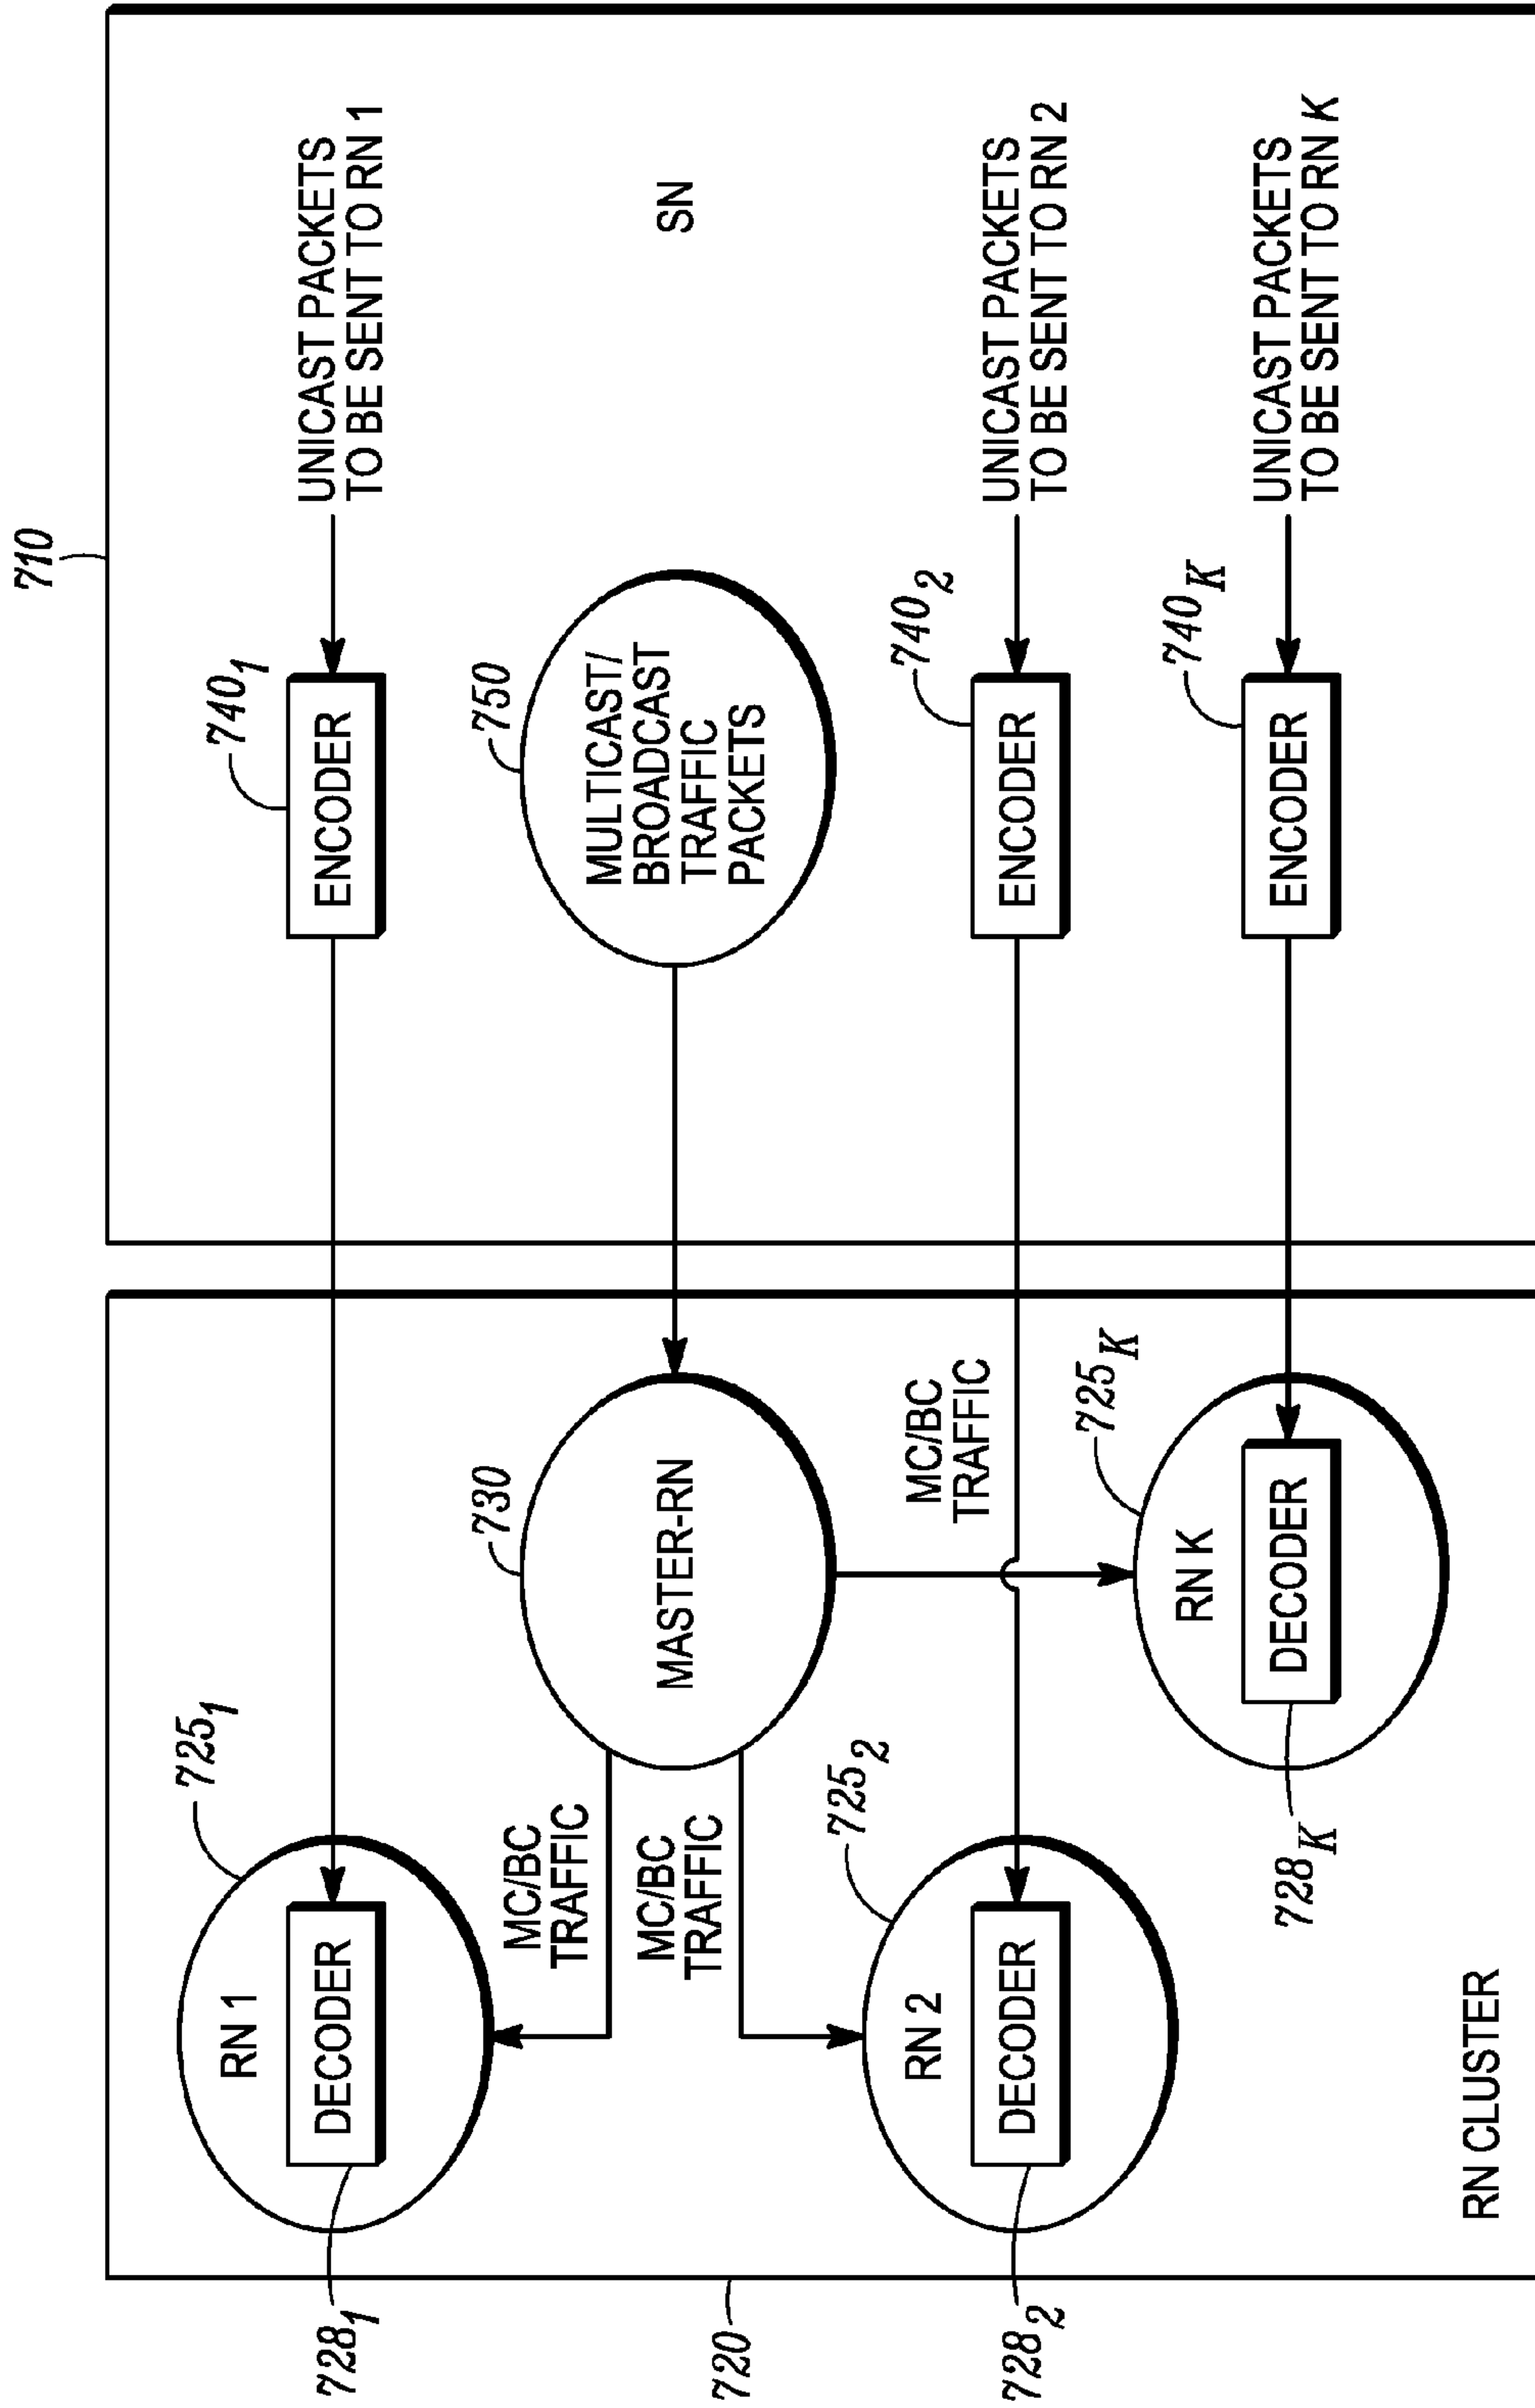 710
UNICAST PACKETS
TO BE SENT TO RN 1
740₁
ENCODER
750
MULTICAST/
BROADCAST
TRAFFIC
PACKETS
SN
740₂
ENCODER
UNICAST PACKETS
TO BE SENT TO RN 2
740K
ENCODER
UNICAST PACKETS
TO BE SENT TO RN K
725₁
RN 1
DECODER
728₁
MC/BC
TRAFFIC
730
MASTER-RN
MC/BC
TRAFFIC
MC/BC
TRAFFIC
720
725₂
RN 2
DECODER
728₂
725K
RN K
DECODER
728K
RN CLUSTER